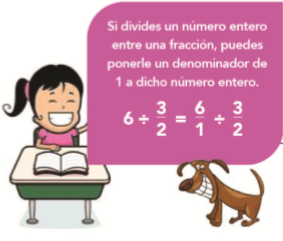 Si divides un número entero
entre una fracción, puedes
ponerle un denominador de
1 a dicho número entero.
6 ÷ 3/2 = 6/1 ÷ 3/2